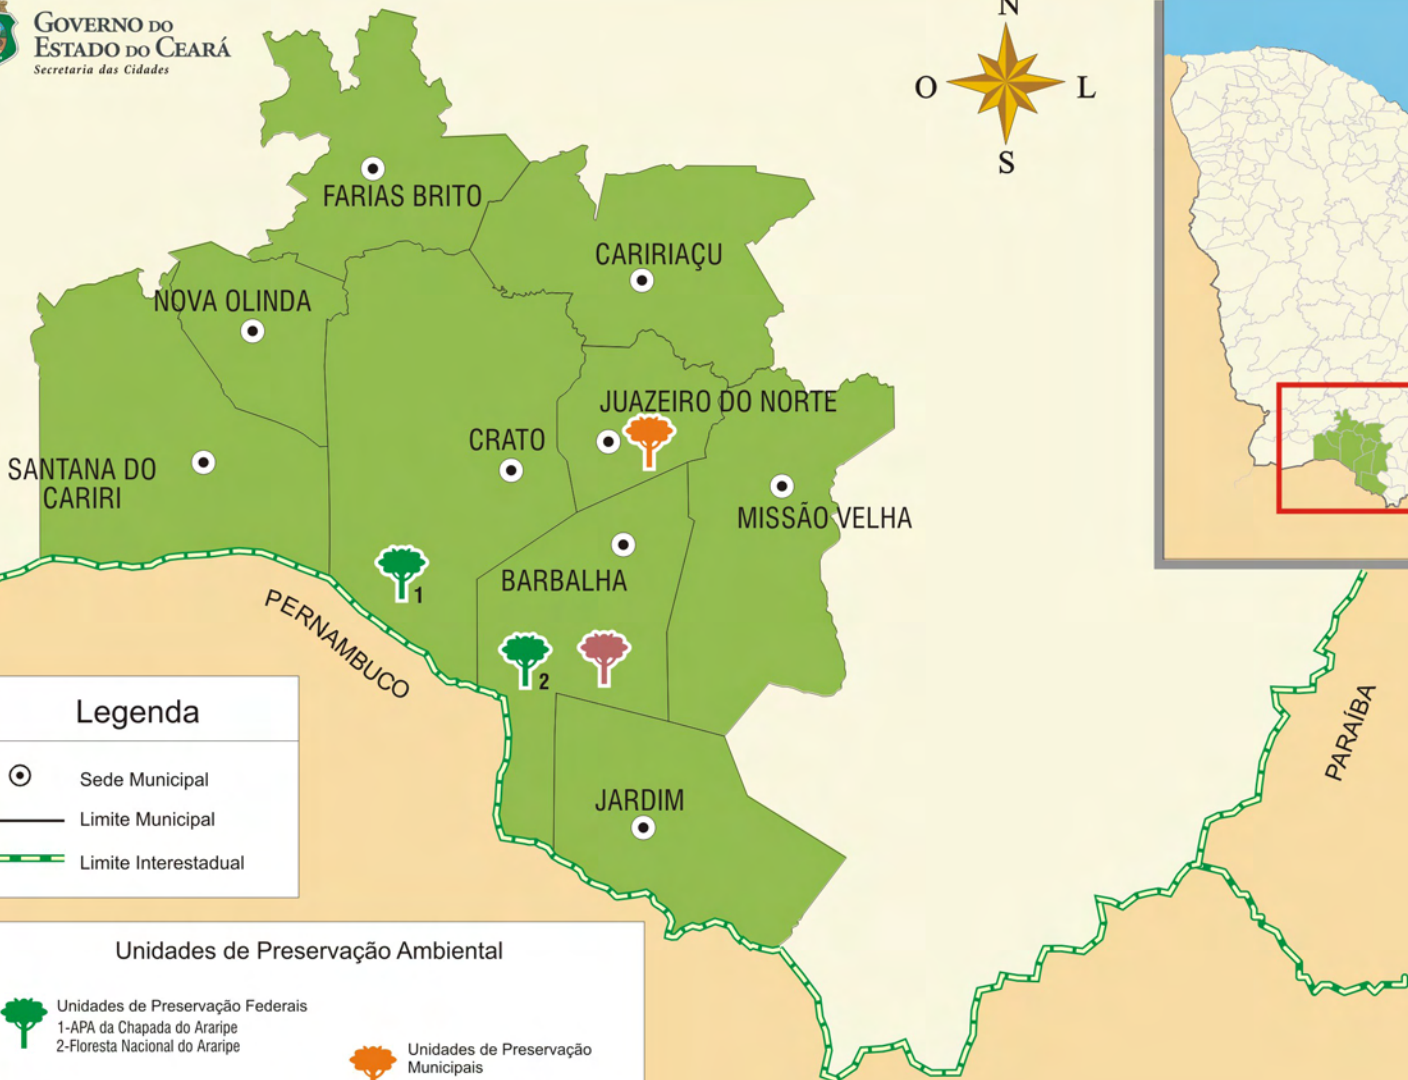 GOVERNO DO
ESTADO DO CEARÁ
Secretaria das Cidades
N
O
L
S
FARIAS BRITO
CARIRIAÇU
NOVA OLINDA
JUAZEIRO DO NORTE
CRATO
SANTANA DO
CARIRI
MISSÃO VELHA
BARBALHA
1
2
PERNAMBUCO
PARAÍBA
JARDIM
Legenda
Sede Municipal
Limite Municipal
Limite Interestadual
Unidades de Preservação Ambiental
Unidades de Preservação Federais
1-APA da Chapada do Araripe
2-Floresta Nacional do Araripe
Unidades de Preservação
Municipais